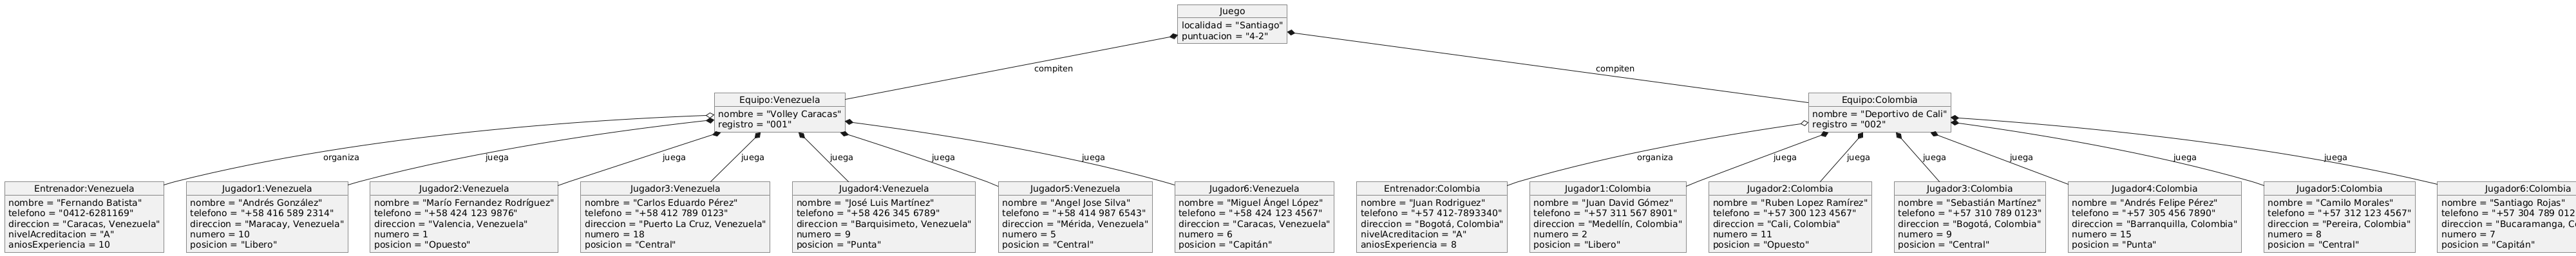 Juego
localidad = "Santiago"
puntuacion = "4-2"
compiten
compiten
Equipo:Venezuela
nombre = "Volley Caracas"
registro = "001"
Equipo:Colombia
nombre = "Deportivo de Cali"
registro = "002"
organiza
juega
juega
juega
juega
juega
juega
organiza
juega
juega
juega
juega
juega
juega
Entrenador:Venezuela
nombre = "Fernando Batista"
telefono = "0412-6281169"
direccion = "Caracas, Venezuela"
nivelAcreditacion = "A"
aniosExperiencia = 10
Jugador1:Venezuela
nombre = "Andrés González"
telefono = "+58 416 589 2314"
direccion = "Maracay, Venezuela"
numero = 10
posicion = "Libero"
Jugador2:Venezuela
nombre = "Marío Fernandez Rodríguez"
telefono = "+58 424 123 9876"
direccion = "Valencia, Venezuela"
numero = 1
posicion = "Opuesto"
Jugador3:Venezuela
nombre = "Carlos Eduardo Pérez"
telefono = "+58 412 789 0123"
direccion = "Puerto La Cruz, Venezuela"
numero = 18
posicion = "Central"
Jugador4:Venezuela
nombre = "José Luis Martínez"
telefono = "+58 426 345 6789"
direccion = "Barquisimeto, Venezuela"
numero = 9
posicion = "Punta"
Jugador5:Venezuela
nombre = "Angel Jose Silva"
telefono = "+58 414 987 6543"
direccion = "Mérida, Venezuela"
numero = 5
posicion = "Central"
Jugador6:Venezuela
nombre = "Miguel Ángel López"
telefono = "+58 424 123 4567"
direccion = "Caracas, Venezuela"
numero = 6
posicion = "Capitán"
Entrenador:Colombia
nombre = "Juan Rodriguez"
telefono = "+57 412-7893340"
direccion = "Bogotá, Colombia"
nivelAcreditacion = "A"
aniosExperiencia = 8
Jugador1:Colombia
nombre = "Juan David Gómez"
telefono = "+57 311 567 8901"
direccion = "Medellín, Colombia"
numero = 2
posicion = "Libero"
Jugador2:Colombia
nombre = "Ruben Lopez Ramírez"
telefono = "+57 300 123 4567"
direccion = "Cali, Colombia"
numero = 11
posicion = "Opuesto"
Jugador3:Colombia
nombre = "Sebastián Martínez"
telefono = "+57 310 789 0123"
direccion = "Bogotá, Colombia"
numero = 9
posicion = "Central"
Jugador4:Colombia
nombre = "Andrés Felipe Pérez"
telefono = "+57 305 456 7890"
direccion = "Barranquilla, Colombia"
numero = 15
posicion = "Punta"
Jugador5:Colombia
nombre = "Camilo Morales"
telefono = "+57 312 123 4567"
direccion = "Pereira, Colombia"
numero = 8
posicion = "Central"
Jugador6:Colombia
nombre = "Santiago Rojas"
telefono = "+57 304 789 012
direccion = "Bucaramanga, Co
numero = 7
posicion = "Capitán"